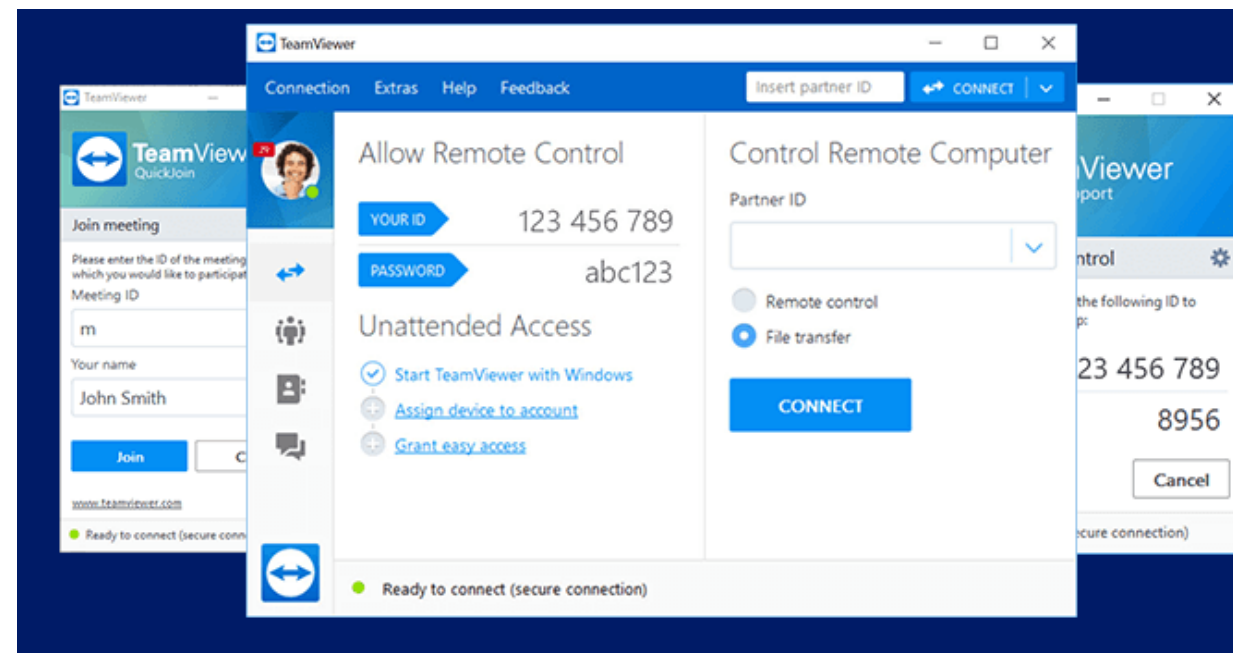 TeamViewer
Connection Extras Help Feedback
Insert partner ID
CONNECT
29
Allow Remote Control
YOUR ID 123 456 789
PASSWORD abc123
Unattended Access
Start TeamViewer with Windows
Assign device to account
Grant easy access
Control Remote Computer
Partner ID
Remote control
File transfer
CONNECT
Ready to connect (secure connection)
TeamViewer
TeamView
QuickJoin
Join meeting
Please enter the ID of the meeting
which you would like to participat
Meeting ID
m
Your name
John Smith
Join C
www.teamviewer.com
Ready to connect (secure conn
Viewer
port
ntrol
the following ID to
p:
23 456 789
8956
Cancel
cure connection)